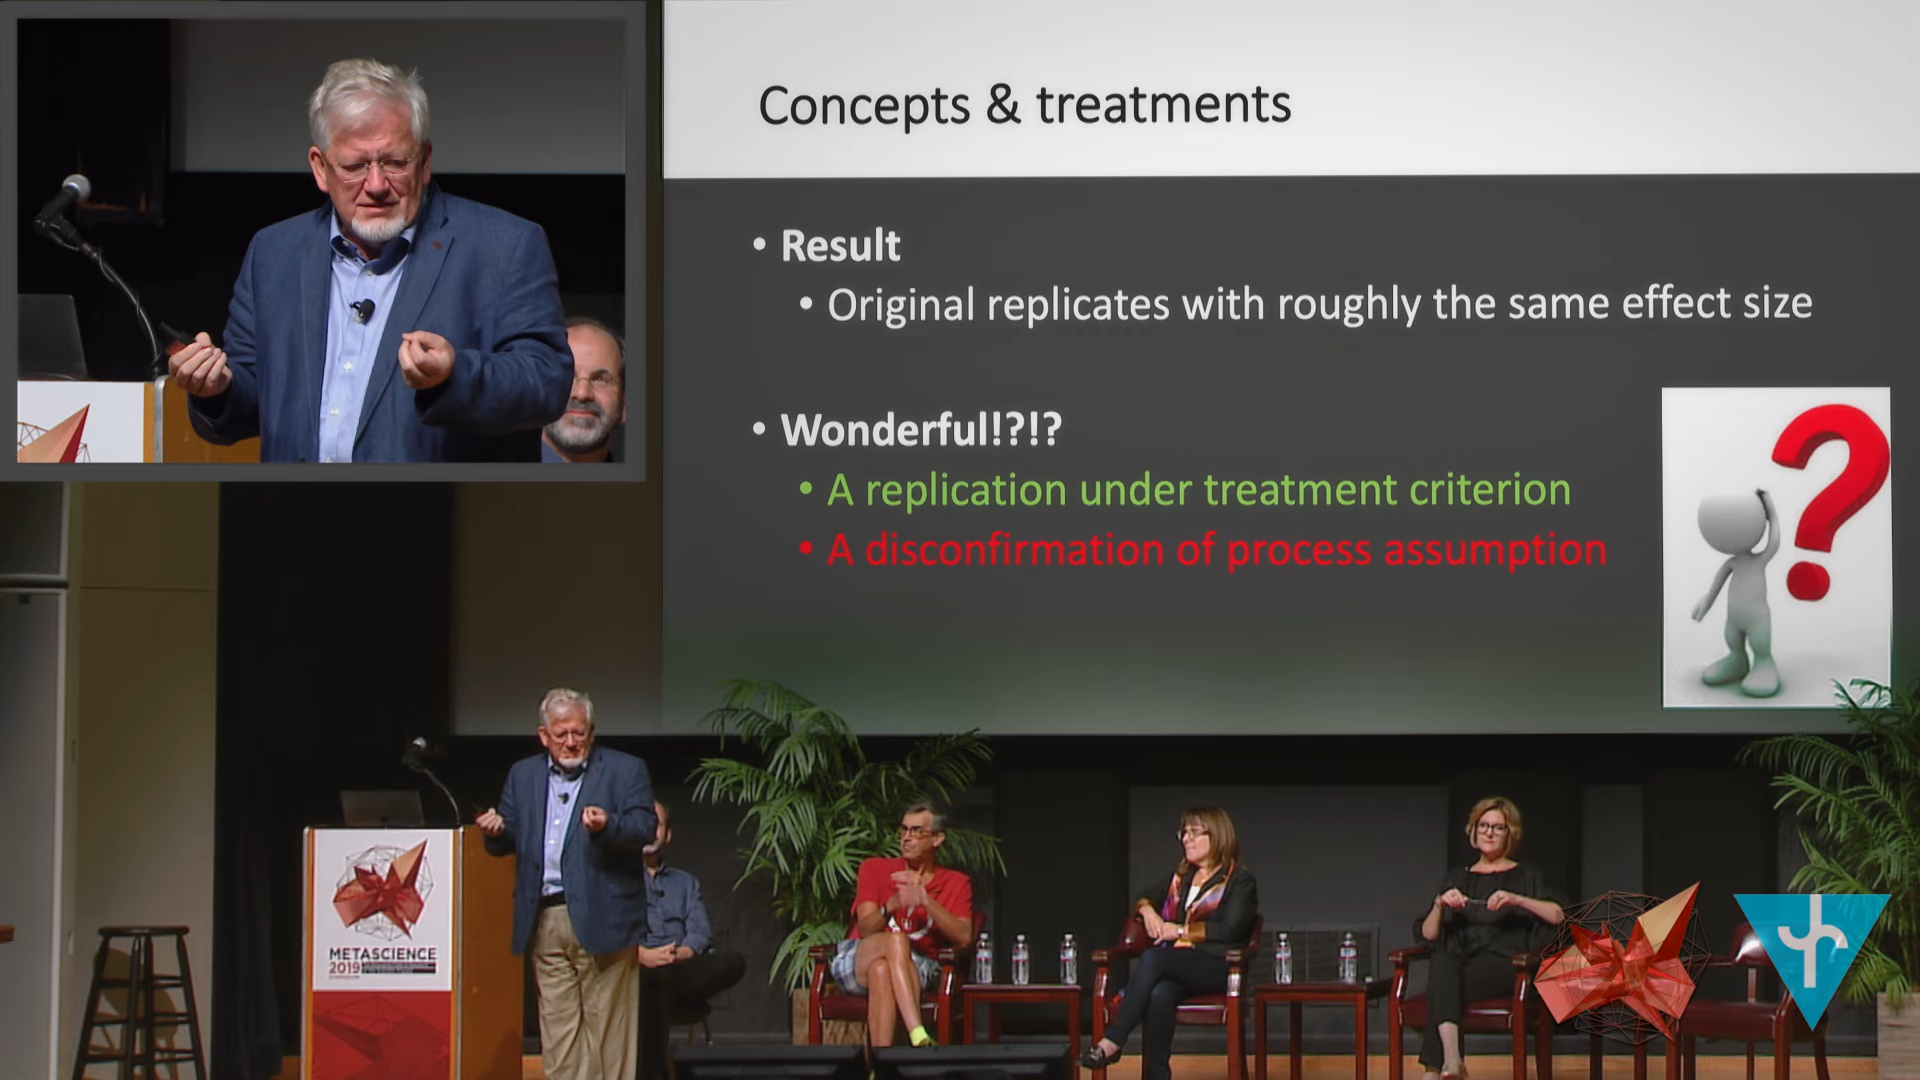 Concepts & treatments
• Result
• Original replicates with roughly the same effect size
• Wonderful!?!?
• A replication under treatment criterion
• A disconfirmation of process assumption
METASCIENCE
2019